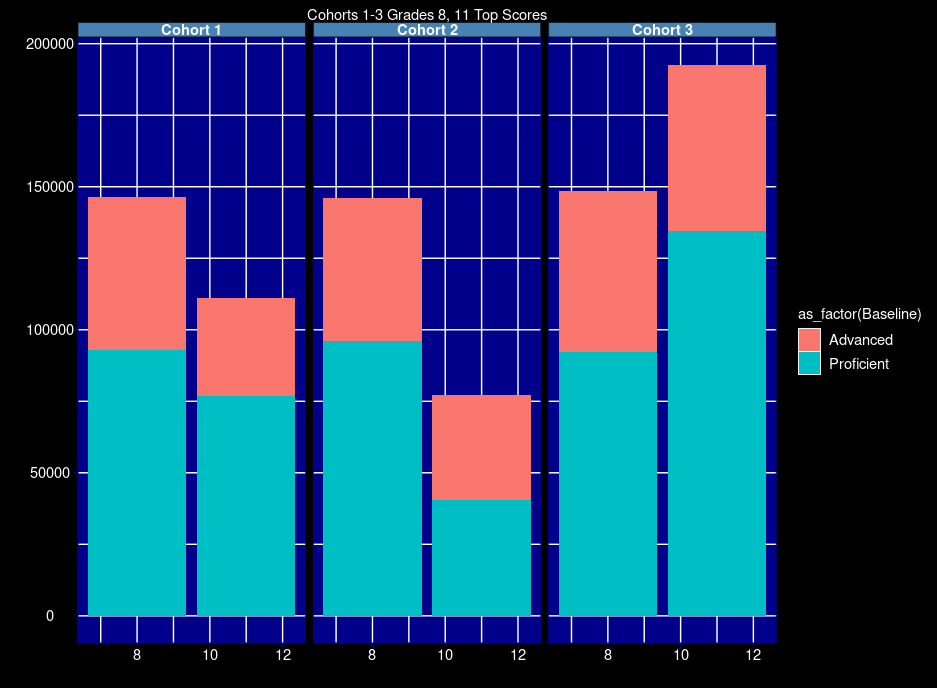 Cohorts 1-3 Grades 8, 11 Top Scores
Cohort 1 Cohort 2 Cohort 3
200000
150000
100000
50000
0
8 10 12 8 10 12 8 10 12
as_factor(Baseline)
Advanced
Proficient